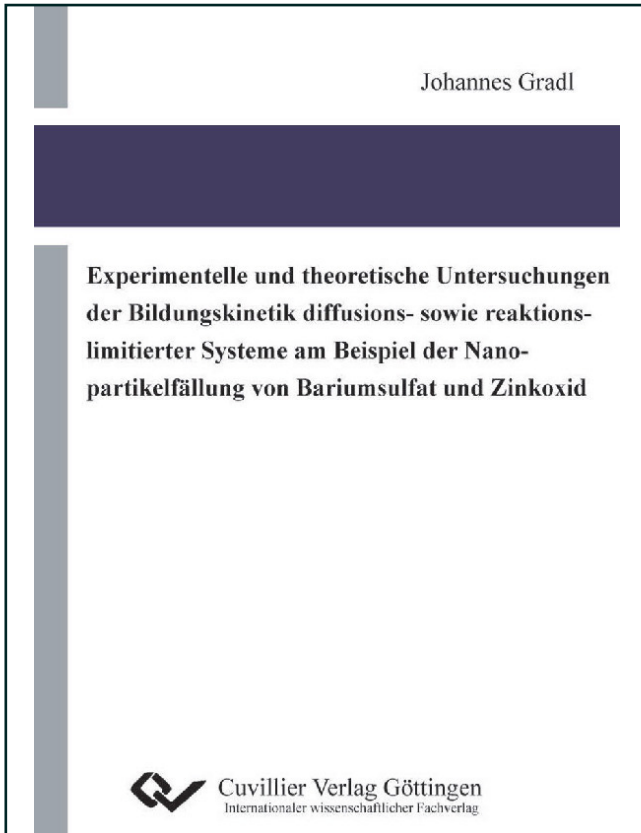 Johannes Gradl
Experimentelle und theoretische Untersuchungen
der Bildungskinetik diffusions- sowie reaktions-
limitierter Systeme am Beispiel der Nano-
partikelfällung von Bariumsulfat und Zinkoxid
Cuvillier Verlag Göttingen
Internationaler wissenschaftlicher Fachverlag